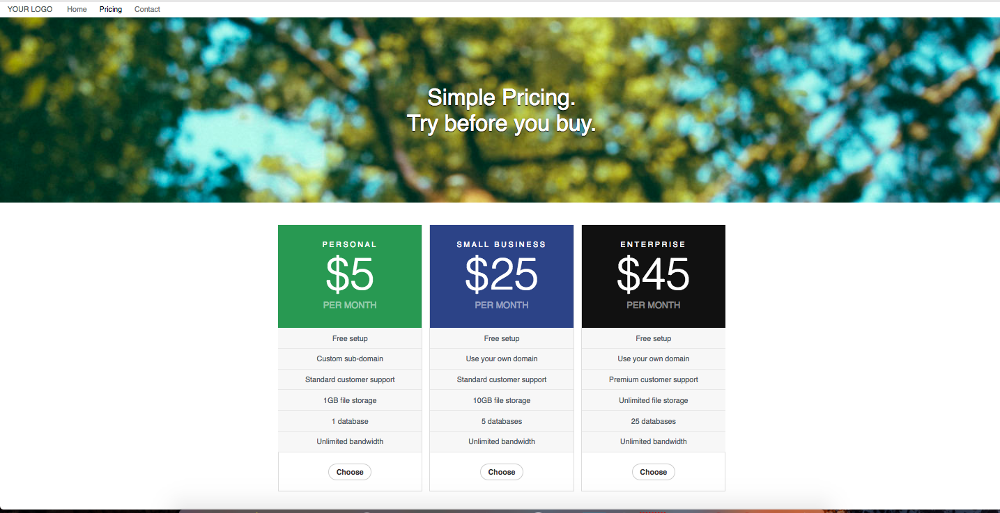 YOUR LOGO Home Pricing Contact
Simple Pricing.
Try before you buy.
PERSONAL
$5
PER MONTH
Free setup
Custom sub-domain
Standard customer support
1GB file storage
1 database
Unlimited bandwidth
Choose
SMALL BUSINESS
$25
PER MONTH
Free setup
Use your own domain
Standard customer support
10GB file storage
5 databases
Unlimited bandwidth
Choose
ENTERPRISE
$45
PER MONTH
Free setup
Use your own domain
Premium customer support
Unlimited file storage
25 databases
Unlimited bandwidth
Choose